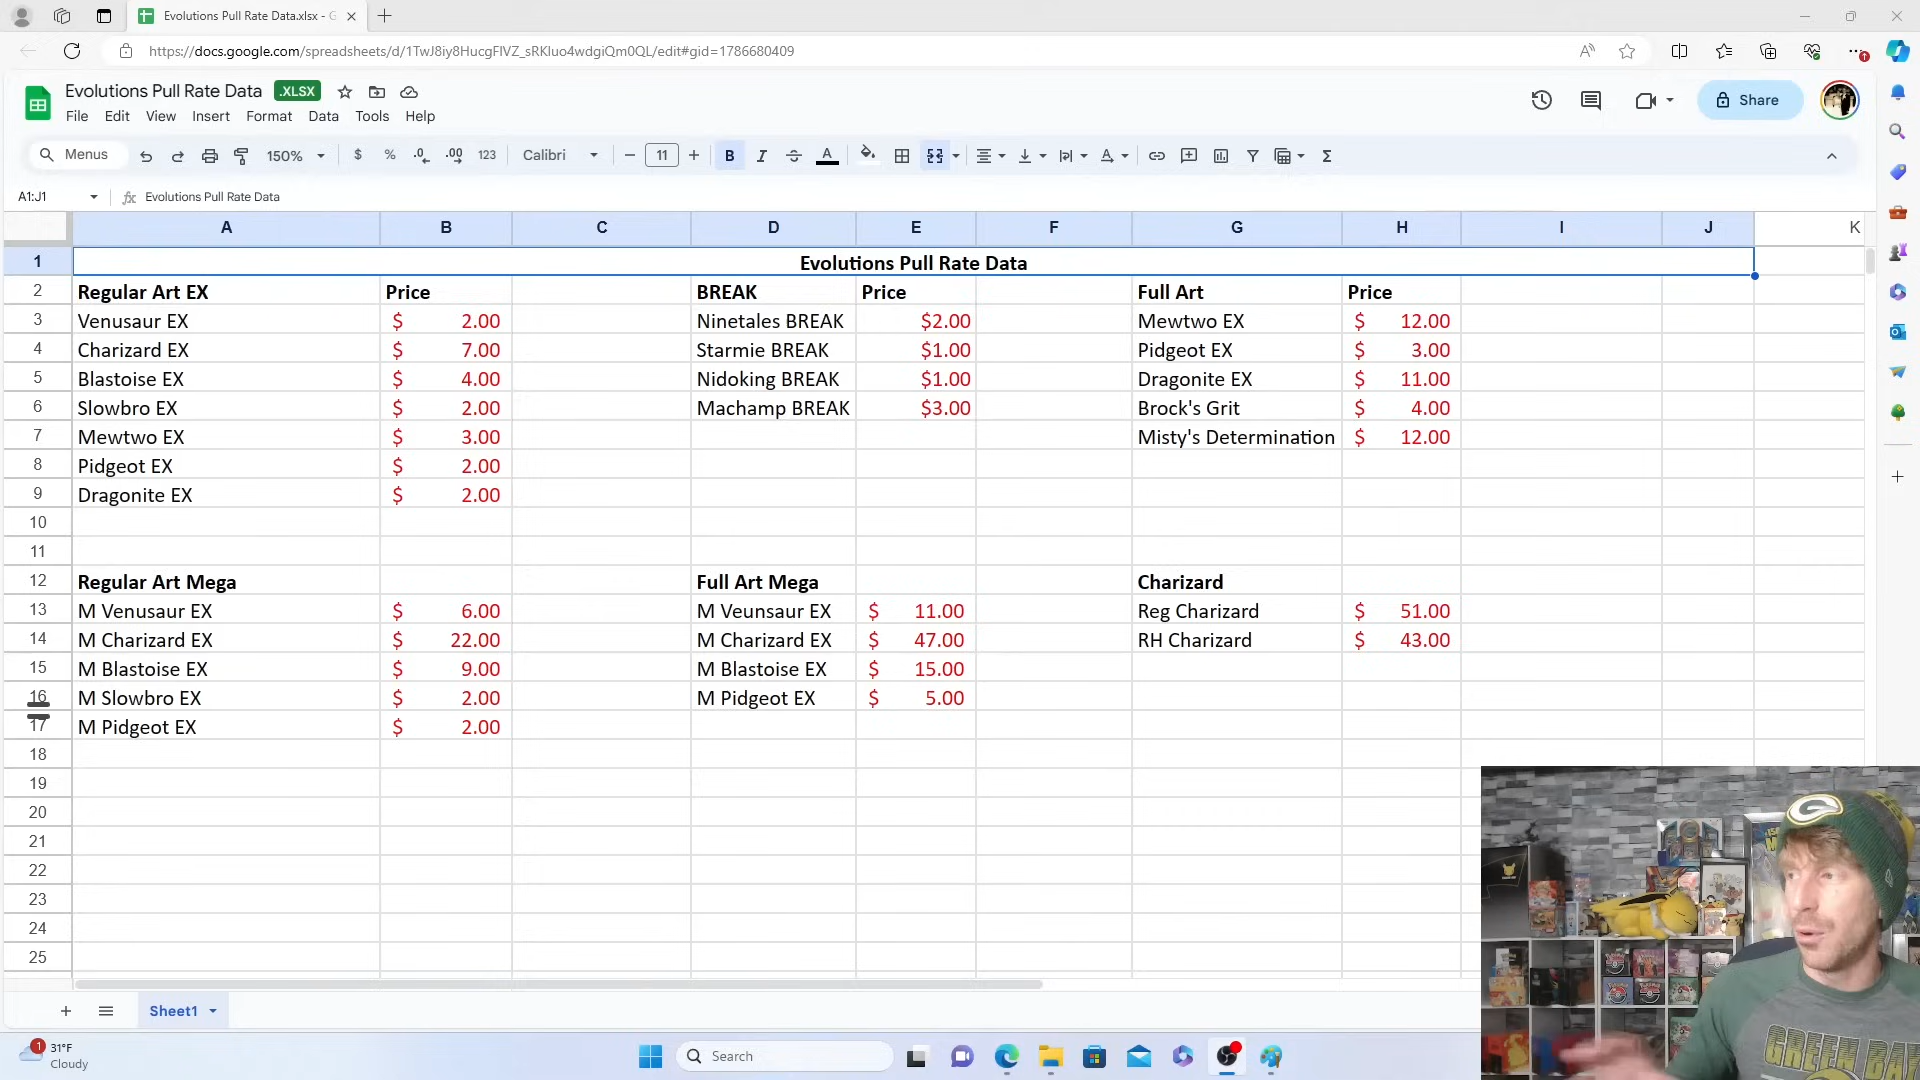 Evolutions Pull Rate Data.xlsx - G
https://docs.google.com/spreadsheets/d/1TwJ8iy8HucgFIVZ_sRKluo4wdgiQm0QL/edit#gid=1786680409
Evolutions Pull Rate Data .XLSX
Share
File Edit View Insert Format Data Tools Help
Menus 150% $ % .0 .00 123 Calibri 11 B
A1:J1 fx Evolutions Pull Rate Data
A B C D E F G H I J K
1 Evolutions Pull Rate Data
2 Regular Art EX Price BREAK Price Full Art Price
3 Venusaur EX $ 2.00 Ninetales BREAK $2.00 Mewtwo EX $ 12.00
4 Charizard EX $ 7.00 Starmie BREAK $1.00 Pidgeot EX $ 3.00
5 Blastoise EX $ 4.00 Nidoking BREAK $1.00 Dragonite EX $ 11.00
6 Slowbro EX $ 2.00 Machamp BREAK $3.00 Brock's Grit $ 4.00
7 Mewtwo EX $ 3.00 Misty's Determination $ 12.00
8 Pidgeot EX $ 2.00
9 Dragonite EX $ 2.00
10
11
12 Regular Art Mega Full Art Mega Charizard
13 M Venusaur EX $ 6.00 M Veunsaur EX $ 11.00 Reg Charizard $ 51.00
14 M Charizard EX $ 22.00 M Charizard EX $ 47.00 RH Charizard $ 43.00
15 M Blastoise EX $ 9.00 M Blastoise EX $ 15.00
16 M Slowbro EX $ 2.00 M Pidgeot EX $ 5.00
17 M Pidgeot EX $ 2.00
18
19
20
21
22
23
24
25
Sheet1
1 31°F
Cloudy
Search
GREEN BAY